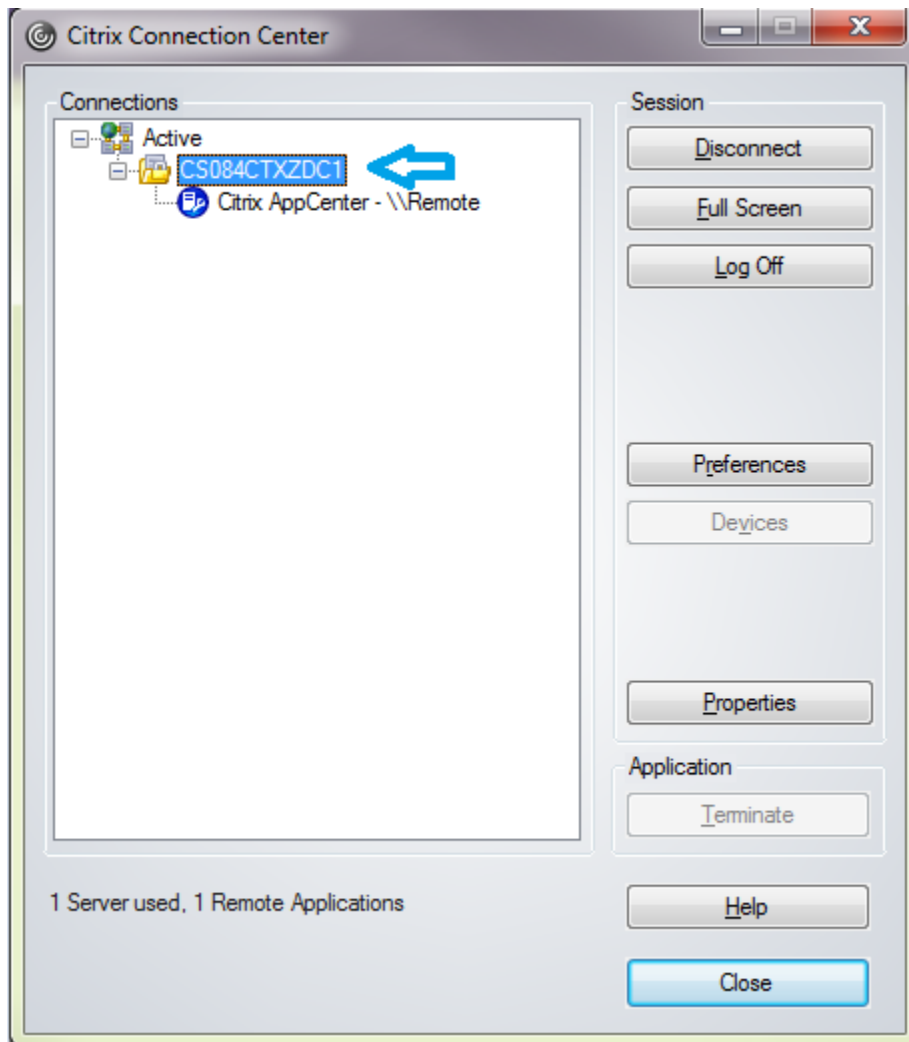 Citrix Connection Center
Connections
Active
CS084CTXZDC1
Citrix AppCenter - \\Remote
Session
Disconnect
Full Screen
Log Off
Preferences
Devices
Properties
Application
Terminate
1 Server used, 1 Remote Applications
Help
Close